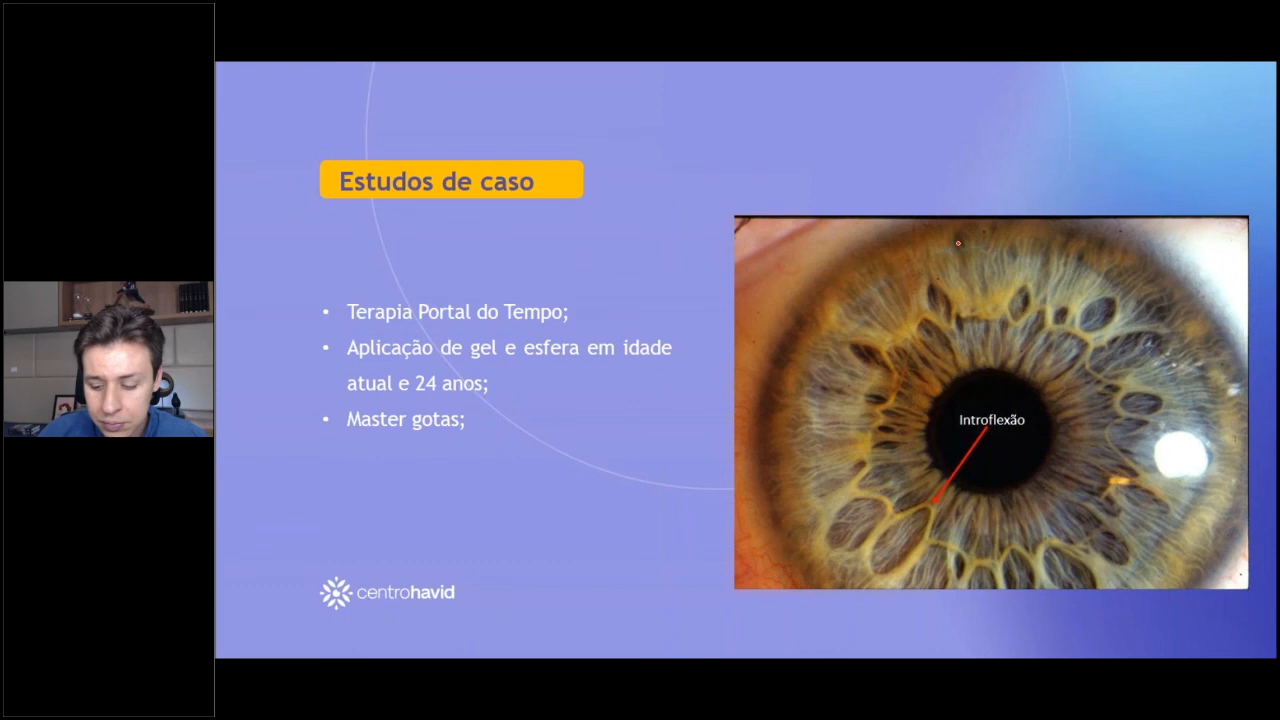 Estudos de caso
• Terapia Portal do Tempo;
• Aplicação de gel e esfera em idade
atual e 24 anos;
• Master gotas;
Introflexão
centrohavid